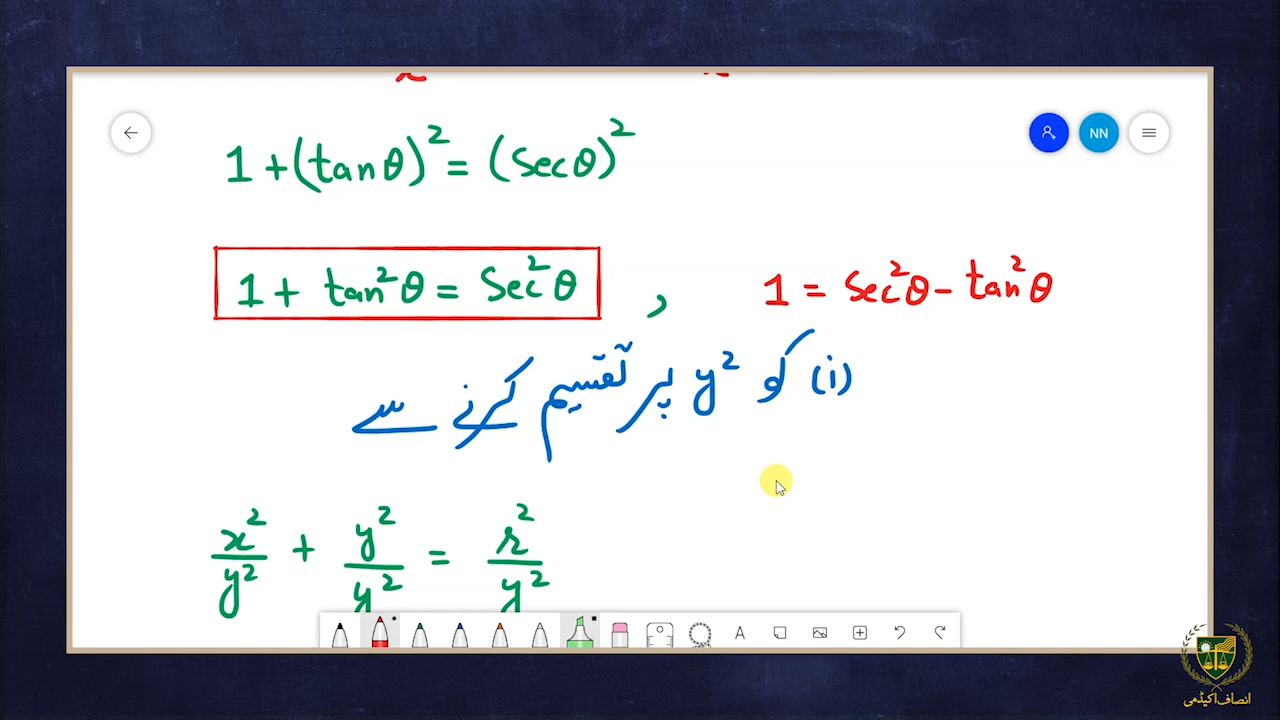 NN
1 + (tanθ)² = (Secθ)²
1 + tan²θ = Sec²θ , 1 = Sec²θ - tan²θ
(i) کو y² پر تقسیم کرنے سے
x²/y² + y²/y² = r²/y²
A
انصاف اکیڈمی